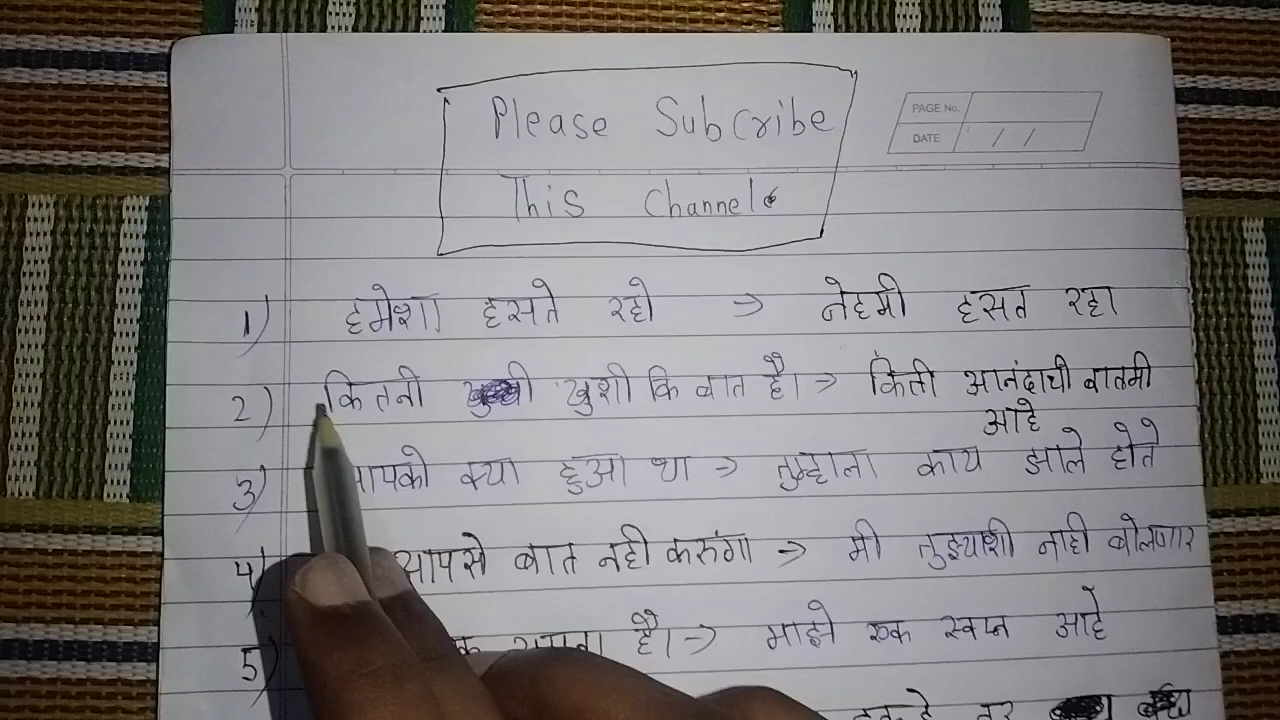 Please Subcribe
This Channel
PAGE No.
DATE / /
1) हमेशा हसते रहो → नेहमी हसत रहा
2) कितनी खुशी कि बात है। → किती आनंदाची बातमी
आहे
3) आपको क्या हुआ था → तुम्हाला काय झाले होते
4) आपसे बात नही करुंगा → मी तुझ्याशी नाही बोलणार
5) है। → माझे एक स्वप्न आहे